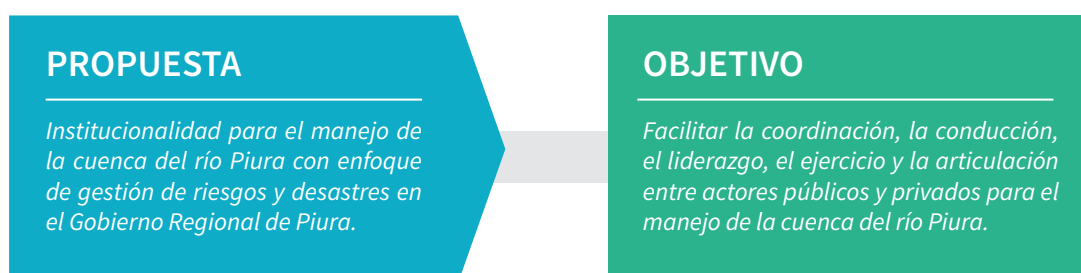 PROPUESTA
Institucionalidad para el manejo de
la cuenca del río Piura con enfoque
de gestión de riesgos y desastres en
el Gobierno Regional de Piura.
OBJETIVO
Facilitar la coordinación, la conducción,
el liderazgo, el ejercicio y la articulación
entre actores públicos y privados para el
manejo de la cuenca del río Piura.